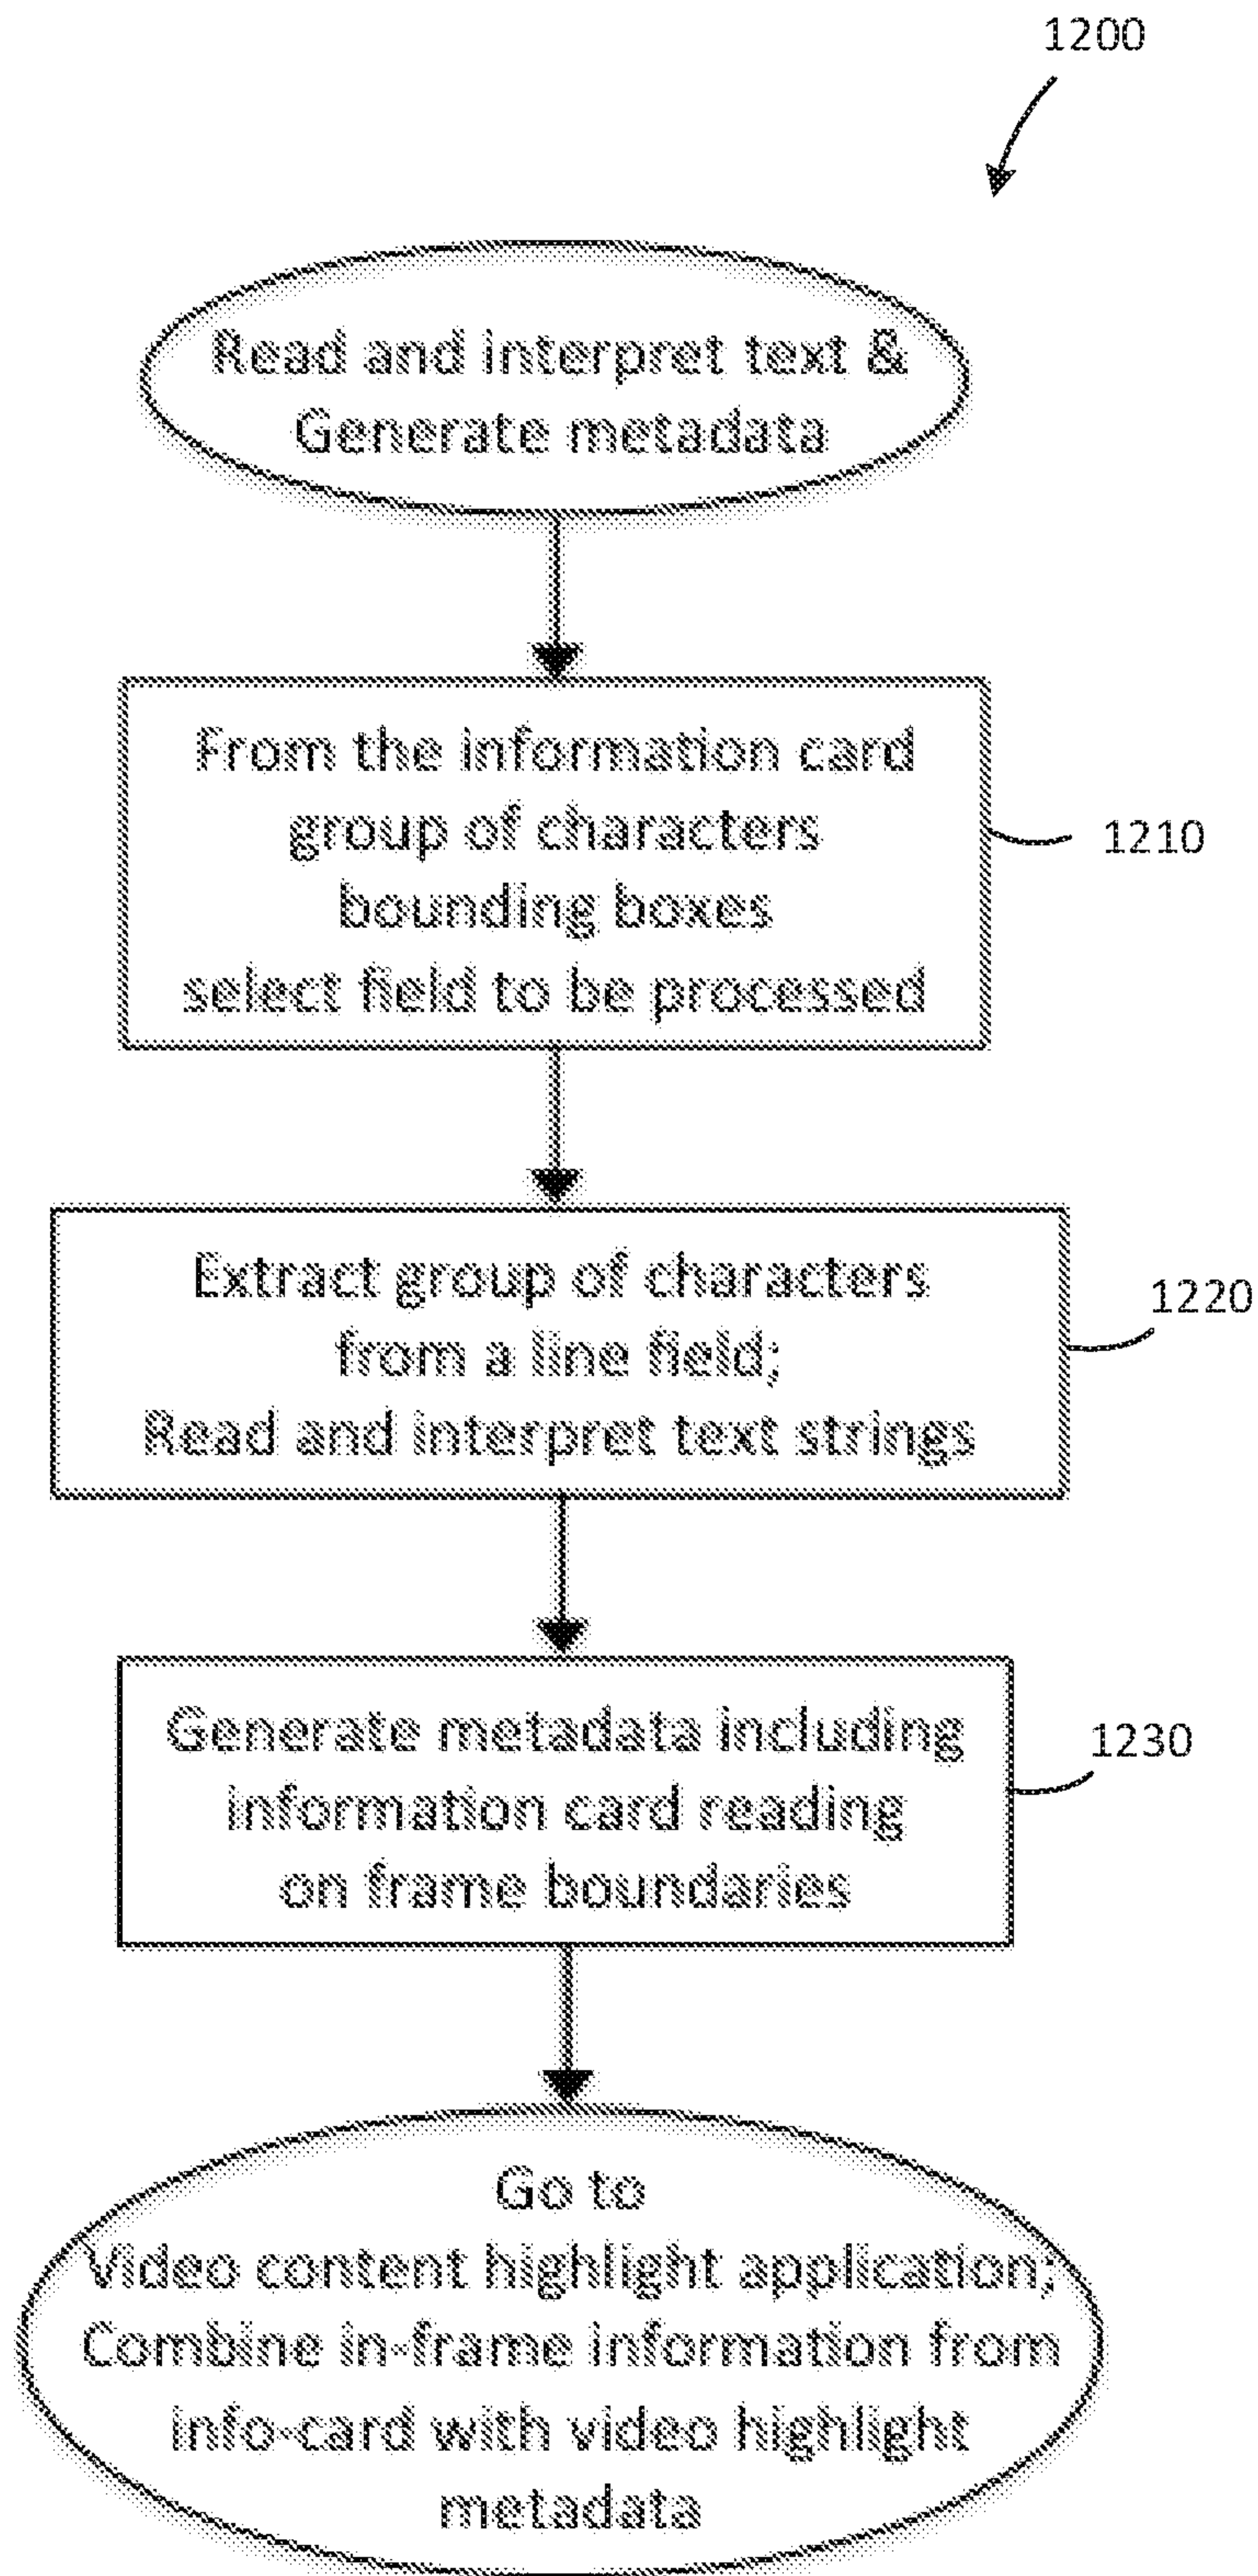 1200
Read and interpret text &
Generate metadata
From the information card
group of characters
bounding boxes
select field to be processed
1210
Extract group of characters
from a line field;
Read and interpret text strings
1220
Generate metadata including
information card reading
on frame boundaries
1230
Go to
Video content highlight application;
Combine in-frame information from
info-card with video highlight
metadata